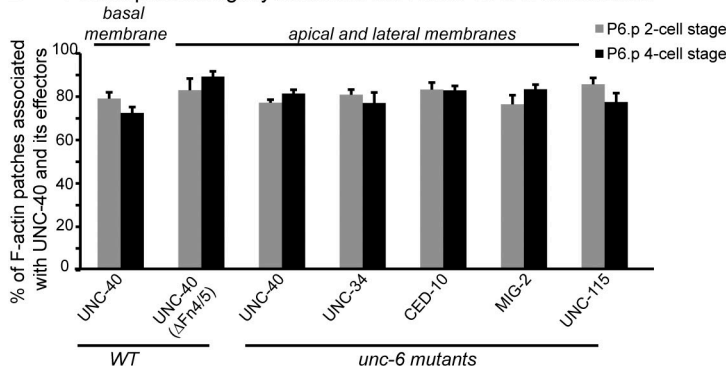 basal
membrane
apical and lateral membranes
P6.p 2-cell stage
P6.p 4-cell stage
% of F-actin patches associated
with UNC-40 and its effectors
100
80
60
40
20
0
UNC-40
UNC-40
(ΔFn4/5)
UNC-40
UNC-34
CED-10
MIG-2
UNC-115
WT
unc-6 mutants